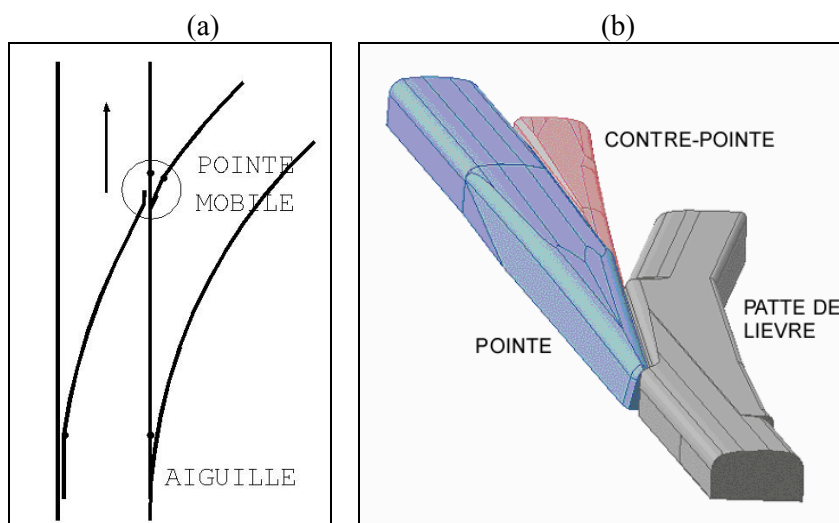 (a)
POINTE
MOBILE
AIGUILLE
(b)
CONTRE-POINTE
POINTE
PATTE DE
LIEVRE